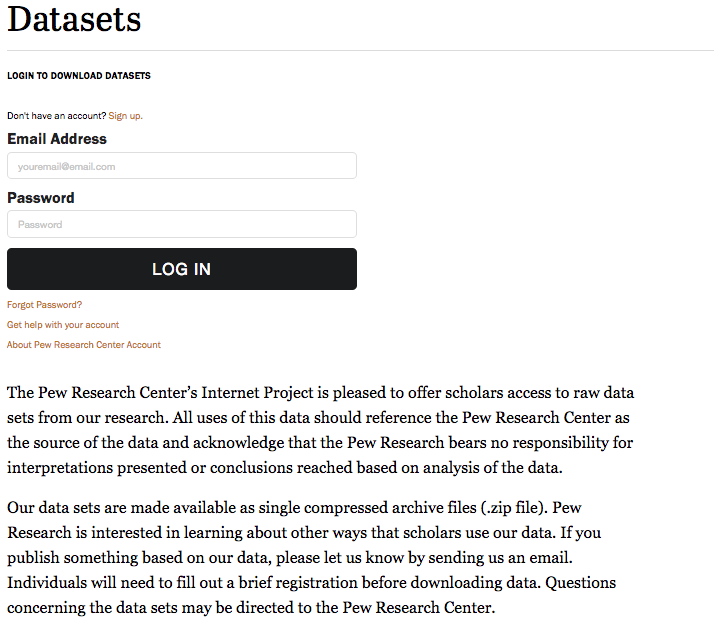 Datasets
LOGIN TO DOWNLOAD DATASETS
Don't have an account? Sign up.
Email Address
youremail@email.com
Password
Password
LOG IN
Forgot Password?
Get help with your account
About Pew Research Center Account
The Pew Research Center’s Internet Project is pleased to offer scholars access to raw data
sets from our research. All uses of this data should reference the Pew Research Center as
the source of the data and acknowledge that the Pew Research bears no responsibility for
interpretations presented or conclusions reached based on analysis of the data.
Our data sets are made available as single compressed archive files (.zip file). Pew
Research is interested in learning about other ways that scholars use our data. If you
publish something based on our data, please let us know by sending us an email.
Individuals will need to fill out a brief registration before downloading data. Questions
concerning the data sets may be directed to the Pew Research Center.